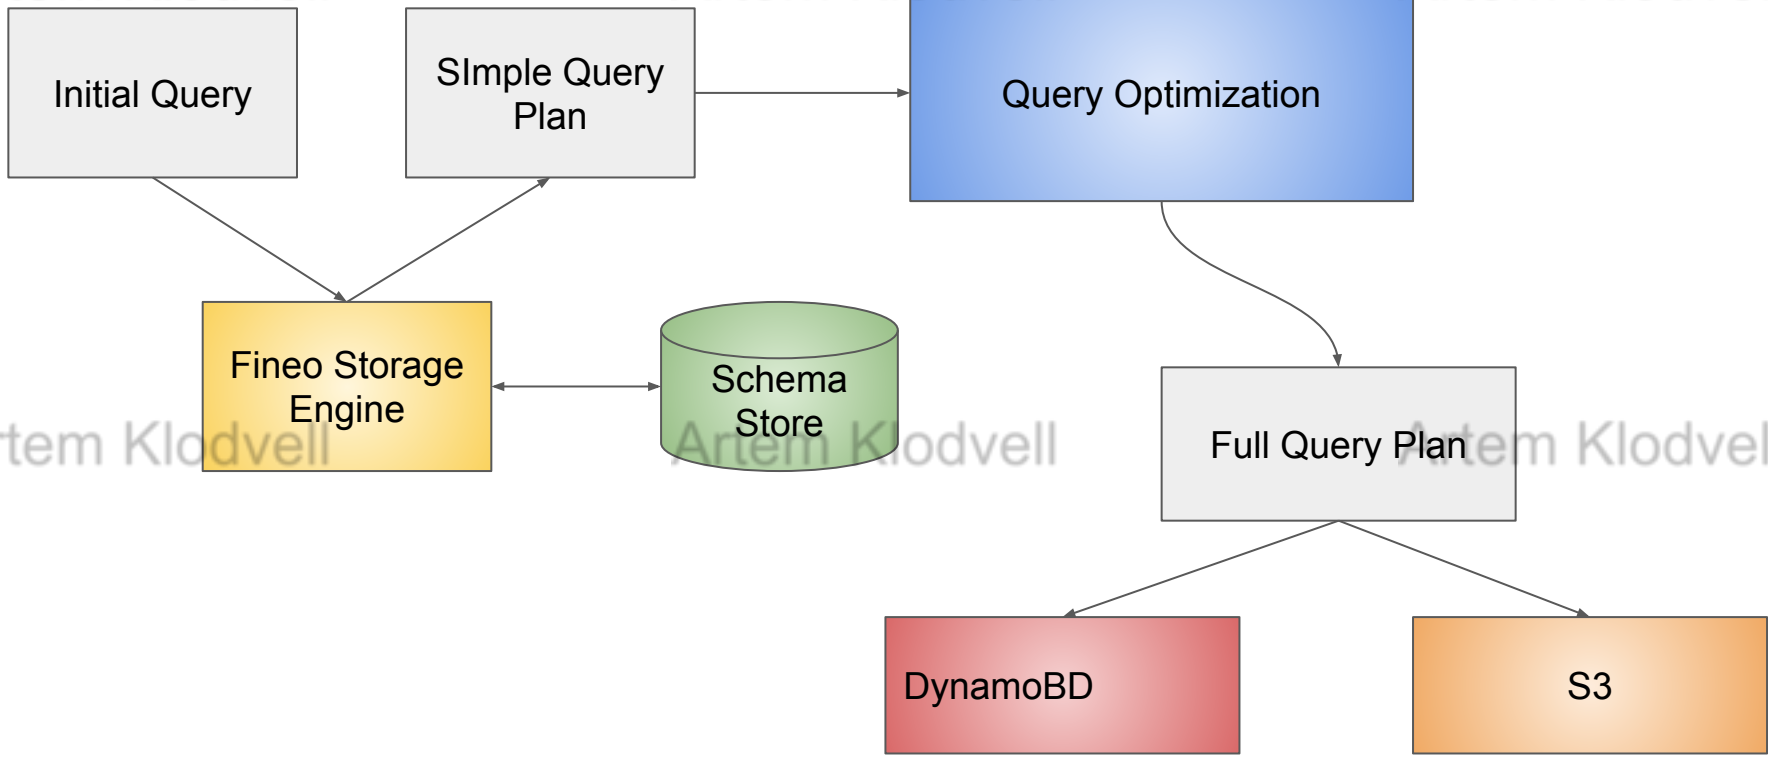 Initial Query
SImple Query
Plan
Query Optimization
Fineo Storage
Engine
Schema
Store
Full Query Plan
rtem Klodvell
Artem Klodvell
Artem Klodvel
DynamoBD
S3